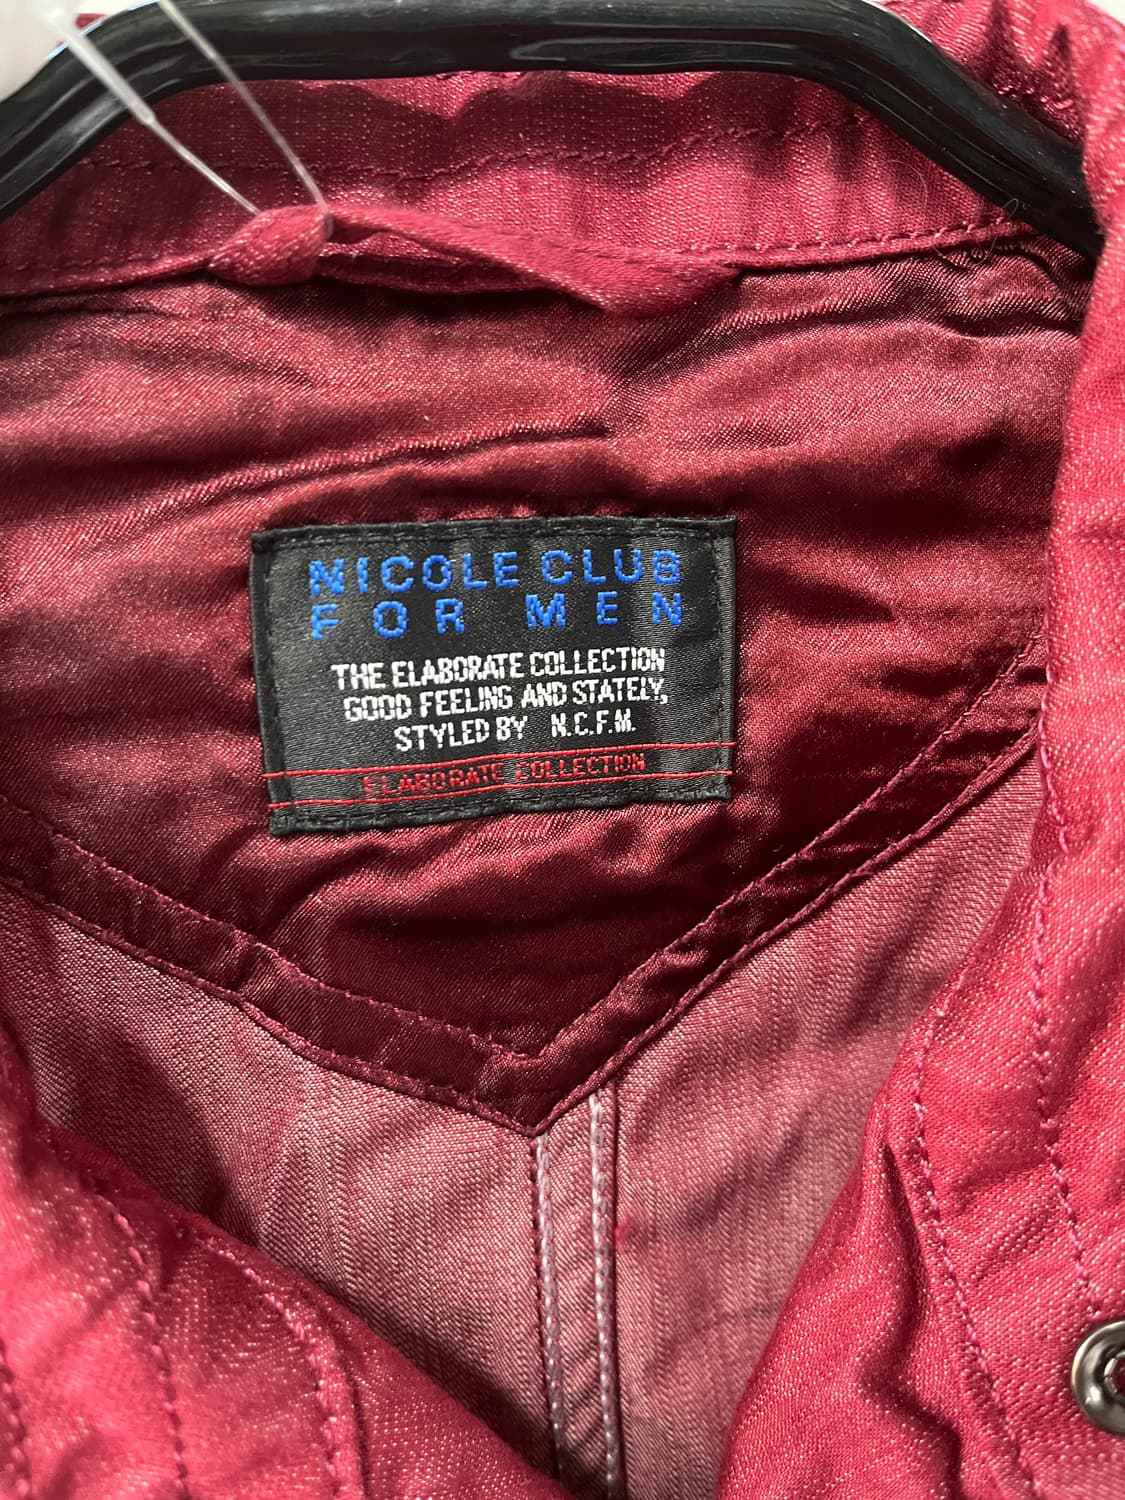 NICOLE CLUB
FOR MEN
THE ELABORATE COLLECTION
GOOD FEELING AND STATELY,
STYLED BY N.C.F.M.
ELABORATE COLLECTION